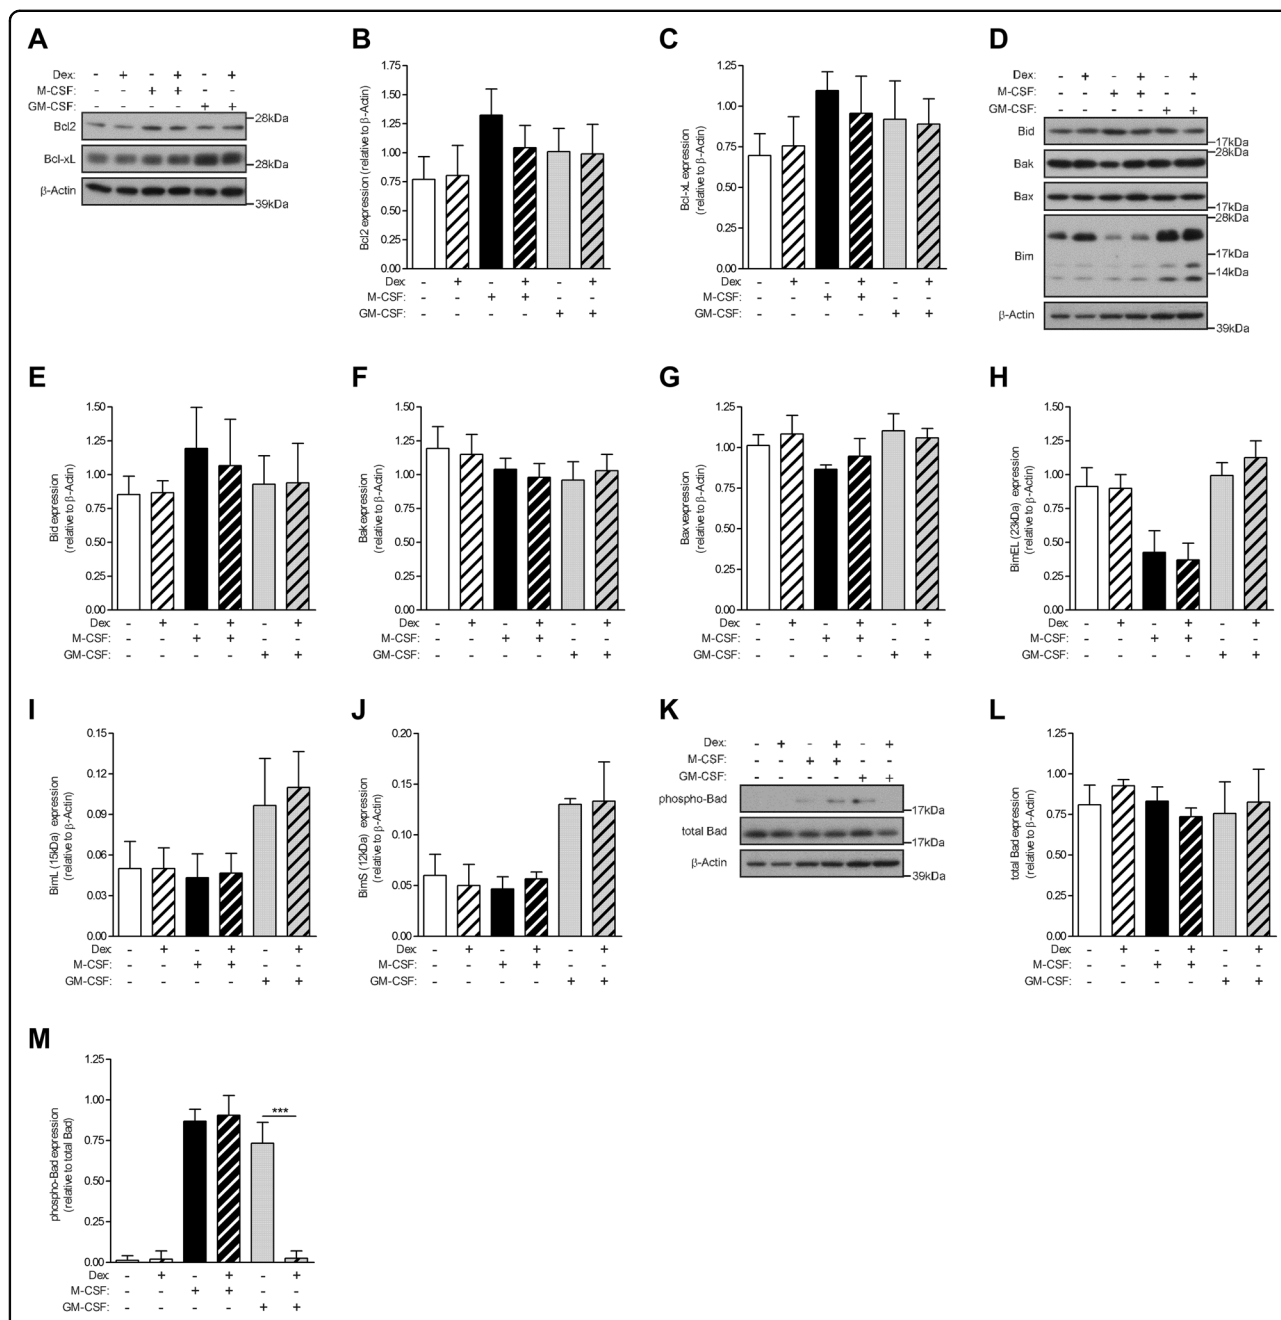 A
Dex: - + - + - +
M-CSF: - - + + - -
GM-CSF: - - - - + +
Bcl2
28kDa
Bcl-xL
28kDa
β-Actin
39kDa
B
Bcl2 expression (relative to β-Actin)
1.75
1.50
1.25
1.00
0.75
0.50
0.25
0.00
Dex - + - + - +
M-CSF: - - + + - -
GM-CSF: - - - - + +
C
Bcl-xL expression
(relative to β-Actin)
1.25
1.00
0.75
0.50
0.25
0.00
Dex - + - + - +
M-CSF: - - + + - -
GM-CSF: - - - - + +
D
Dex: - + - + - +
M-CSF: - - + + - -
GM-CSF: - - - - + +
Bid
17kDa
28kDa
Bak
Bax
17kDa
28kDa
Bim
17kDa
14kDa
β-Actin
39kDa
E
Bid expression
(relative to β-Actin)
1.50
1.25
1.00
0.75
0.50
0.25
0.00
Dex - + - + - +
M-CSF: - - + + - -
GM-CSF: - - - - + +
F
Bak expression
(relative to β-Actin)
1.50
1.25
1.00
0.75
0.50
0.25
0.00
Dex - + - + - +
M-CSF: - - + + - -
GM-CSF: - - - - + +
G
Bax expression
(relative to β-Actin)
1.25
1.00
0.75
0.50
0.25
0.00
Dex - + - + - +
M-CSF: - - + + - -
GM-CSF: - - - - + +
H
BimEL (23kDa) expression
(relative to β-Actin)
1.50
1.25
1.00
0.75
0.50
0.25
0.00
Dex - + - + - +
M-CSF: - - + + - -
GM-CSF: - - - - + +
I
BimL (15kDa) expression
(relative to β-Actin)
0.15
0.12
0.09
0.06
0.03
0.00
Dex - + - + - +
M-CSF: - - + + - -
GM-CSF: - - - - + +
J
BimS (12kDa) expression
(relative to β-Actin)
0.20
0.15
0.10
0.05
0.00
Dex - + - + - +
M-CSF: - - + + - -
GM-CSF: - - - - + +
K
Dex: - + - + - +
M-CSF: - - + + - -
GM-CSF: - - - - + +
phospho-Bad
17kDa
total Bad
17kDa
β-Actin
39kDa
L
total Bad expression
(relative to β-Actin)
1.25
1.00
0.75
0.50
0.25
0.00
Dex - + - + - +
M-CSF: - - + + - -
GM-CSF: - - - - + +
M
phospho-Bad expression
(relative to total Bad)
1.25
1.00
0.75
0.50
0.25
0.00
***
Dex - + - + - +
M-CSF: - - + + - -
GM-CSF: - - - - + +